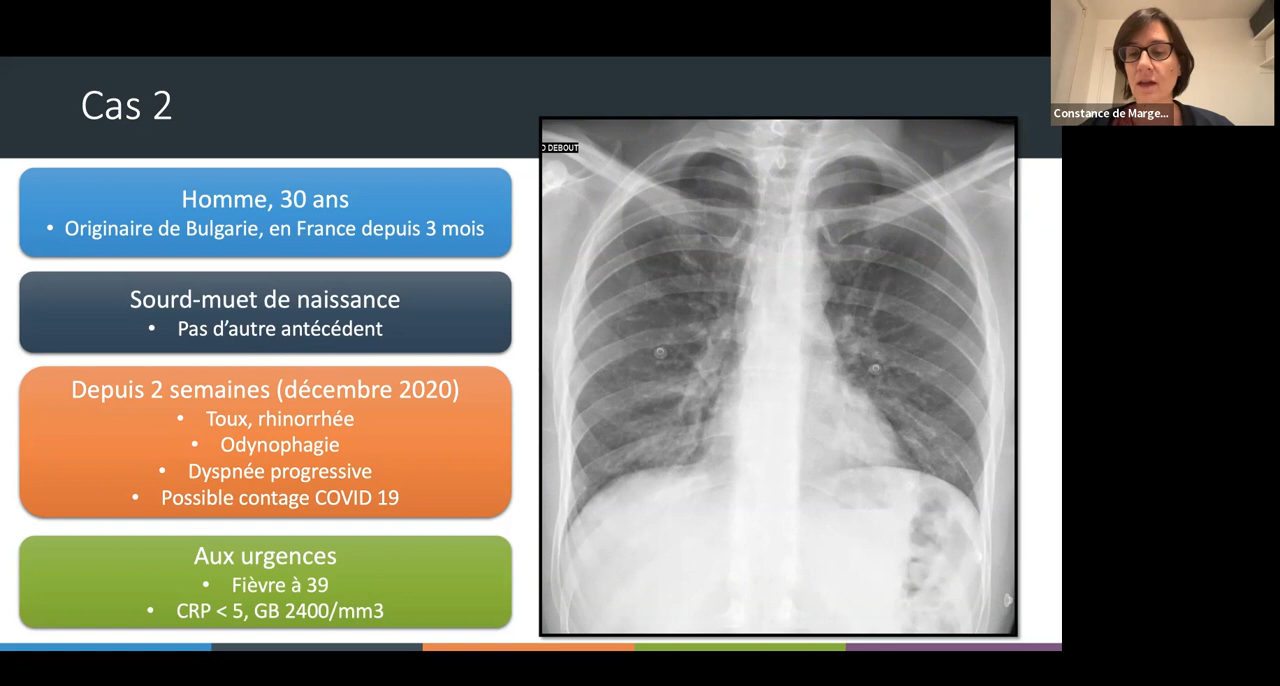 Cas 2
Homme, 30 ans
• Originaire de Bulgarie, en France depuis 3 mois
Sourd-muet de naissance
• Pas d'autre antécédent
Depuis 2 semaines (décembre 2020)
• Toux, rhinorrhée
• Odynophagie
• Dyspnée progressive
• Possible contage COVID 19
Aux urgences
• Fièvre à 39
• CRP < 5, GB 2400/mm3
D DEBOUT
Constance de Marge...